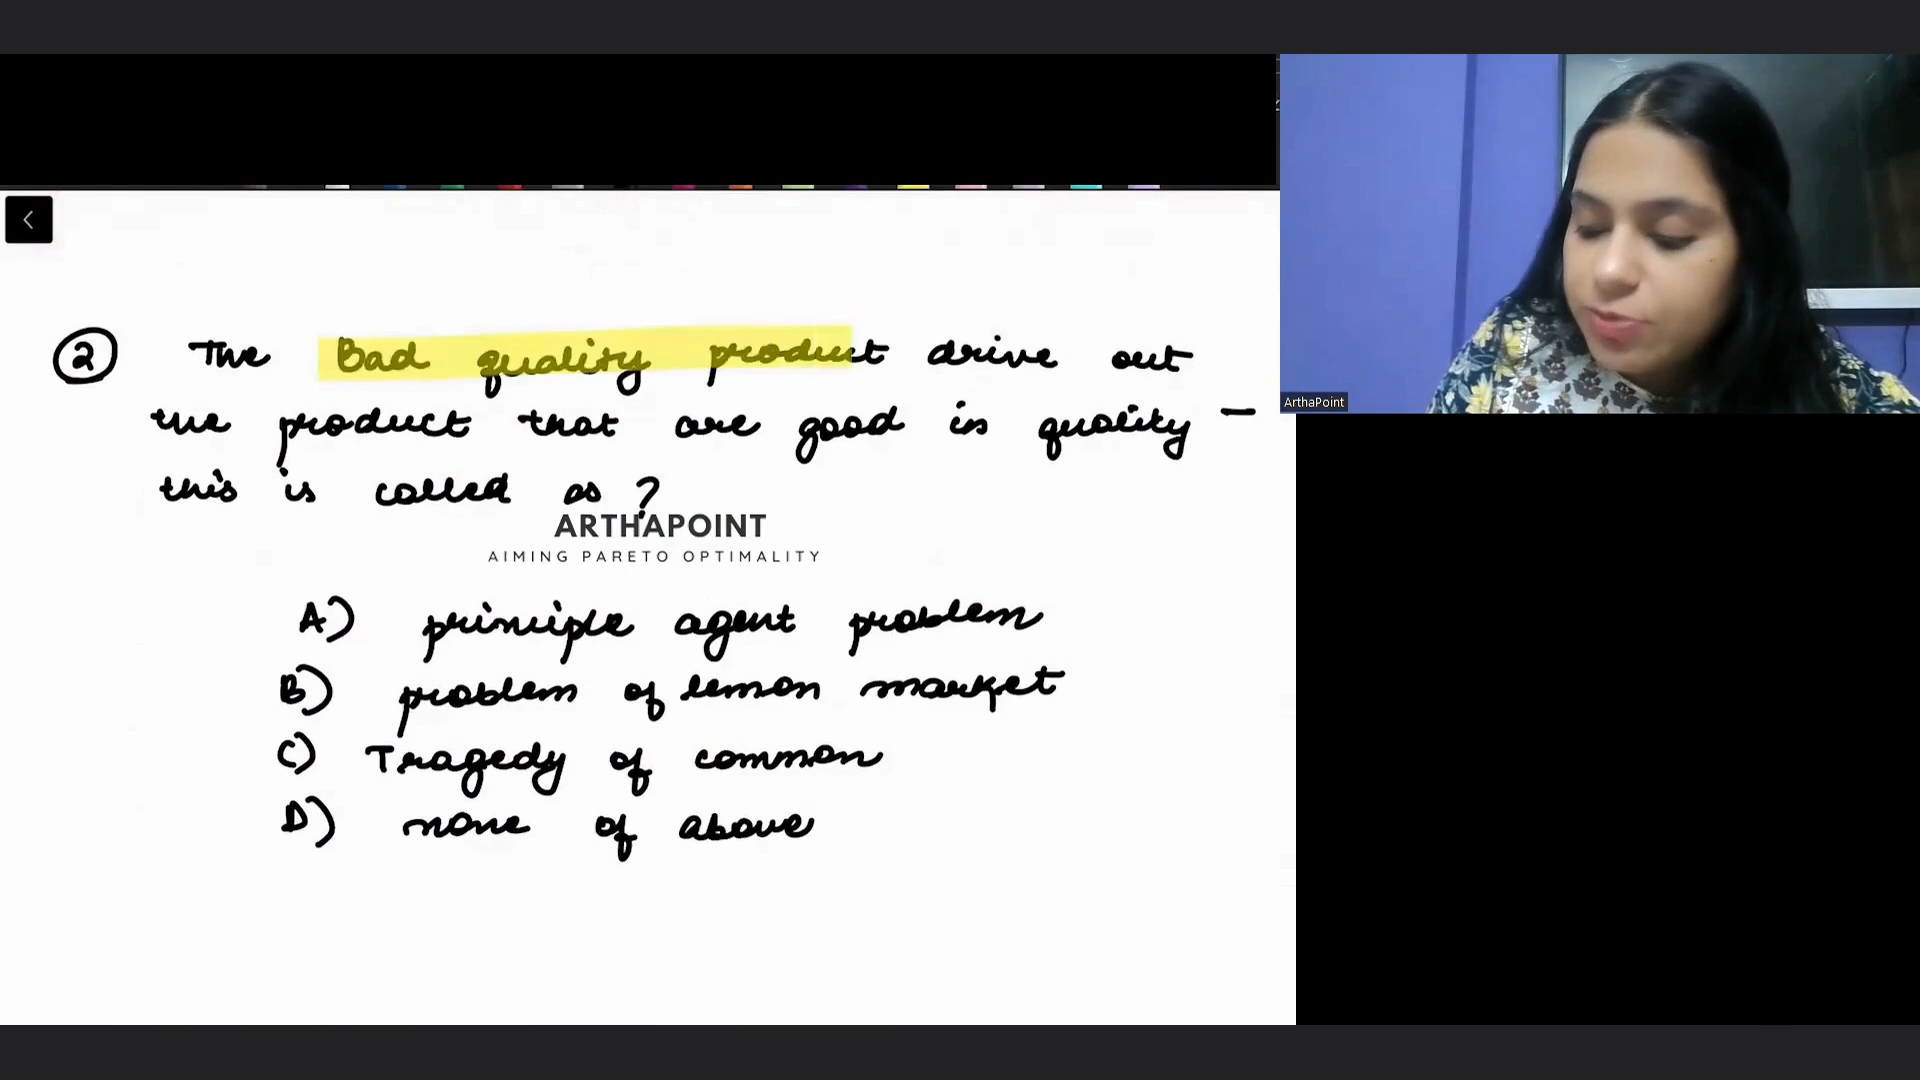 ② The Bad quality product drive out
the product that are good in quality –
this is called as ?
ARTHAPOINT
AIMING PARETO OPTIMALITY
A) principle agent problem
B) problem of lemon market
C) Tragedy of common
D) none of above
ArthaPoint